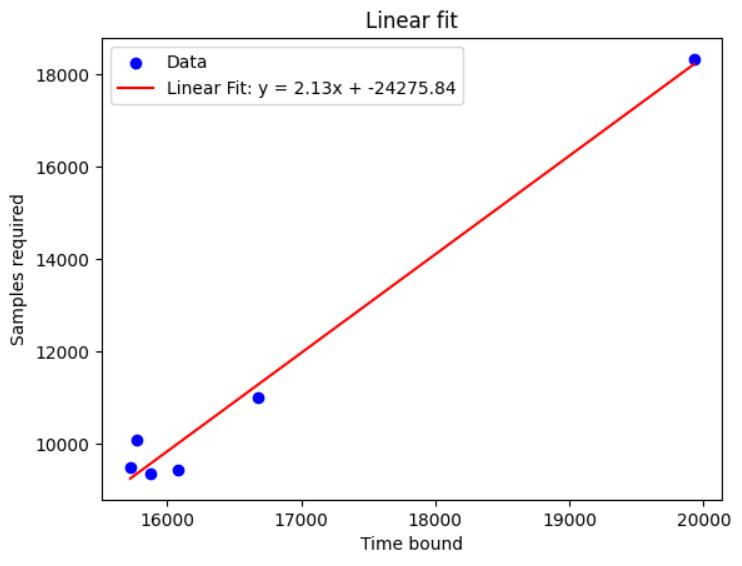 Linear fit
Data
Linear Fit: y = 2.13x + -24275.84
18000
16000
14000
12000
10000
Samples required
16000 17000 18000 19000 20000
Time bound